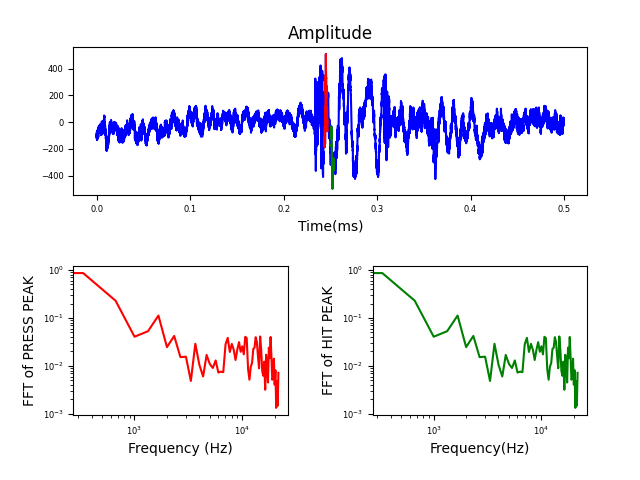 Amplitude
400
200
0
−200
−400
0.0 0.1 0.2 0.3 0.4 0.5
Time(ms)
FFT of PRESS PEAK
10⁰
10⁻¹
10⁻²
10⁻³
10³ 10⁴
Frequency (Hz)
FFT of HIT PEAK
10⁰
10⁻¹
10⁻²
10⁻³
10³ 10⁴
Frequency(Hz)